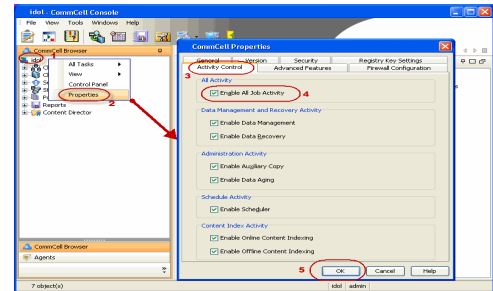 idol - CommCell Console
File View Tools Windows Help
CommCell Browser
idol
1
All Tasks
View
Control Panel
Properties
2
Reports
Content Director
CommCell Browser
Agents
7 object(s)
idol admin
CommCell Properties
General Version Security Registry Key Settings
Activity Control Advanced Features Firewall Configuration
3
All Activity
Enable All Job Activity
4
Data Management and Recovery Activity
Enable Data Management
Enable Data Recovery
Administration Activity
Enable Auxiliary Copy
Enable Data Aging
Schedule Activity
Enable Scheduler
Content Index Activity
Enable Online Content Indexing
Enable Offline Content Indexing
5
OK Cancel Help